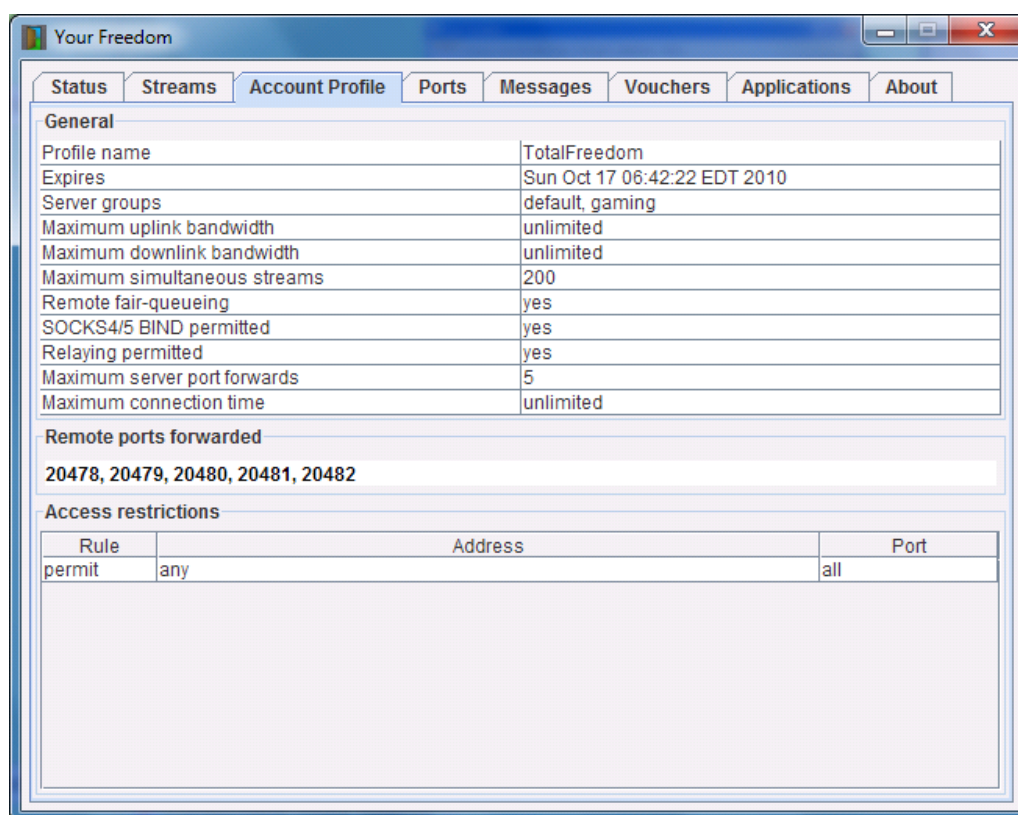 Your Freedom
Status Streams Account Profile Ports Messages Vouchers Applications About
General
Profile name TotalFreedom
Expires Sun Oct 17 06:42:22 EDT 2010
Server groups default, gaming
Maximum uplink bandwidth unlimited
Maximum downlink bandwidth unlimited
Maximum simultaneous streams 200
Remote fair-queueing yes
SOCKS4/5 BIND permitted yes
Relaying permitted yes
Maximum server port forwards 5
Maximum connection time unlimited
Remote ports forwarded
20478, 20479, 20480, 20481, 20482
Access restrictions
Rule Address Port
permit any all